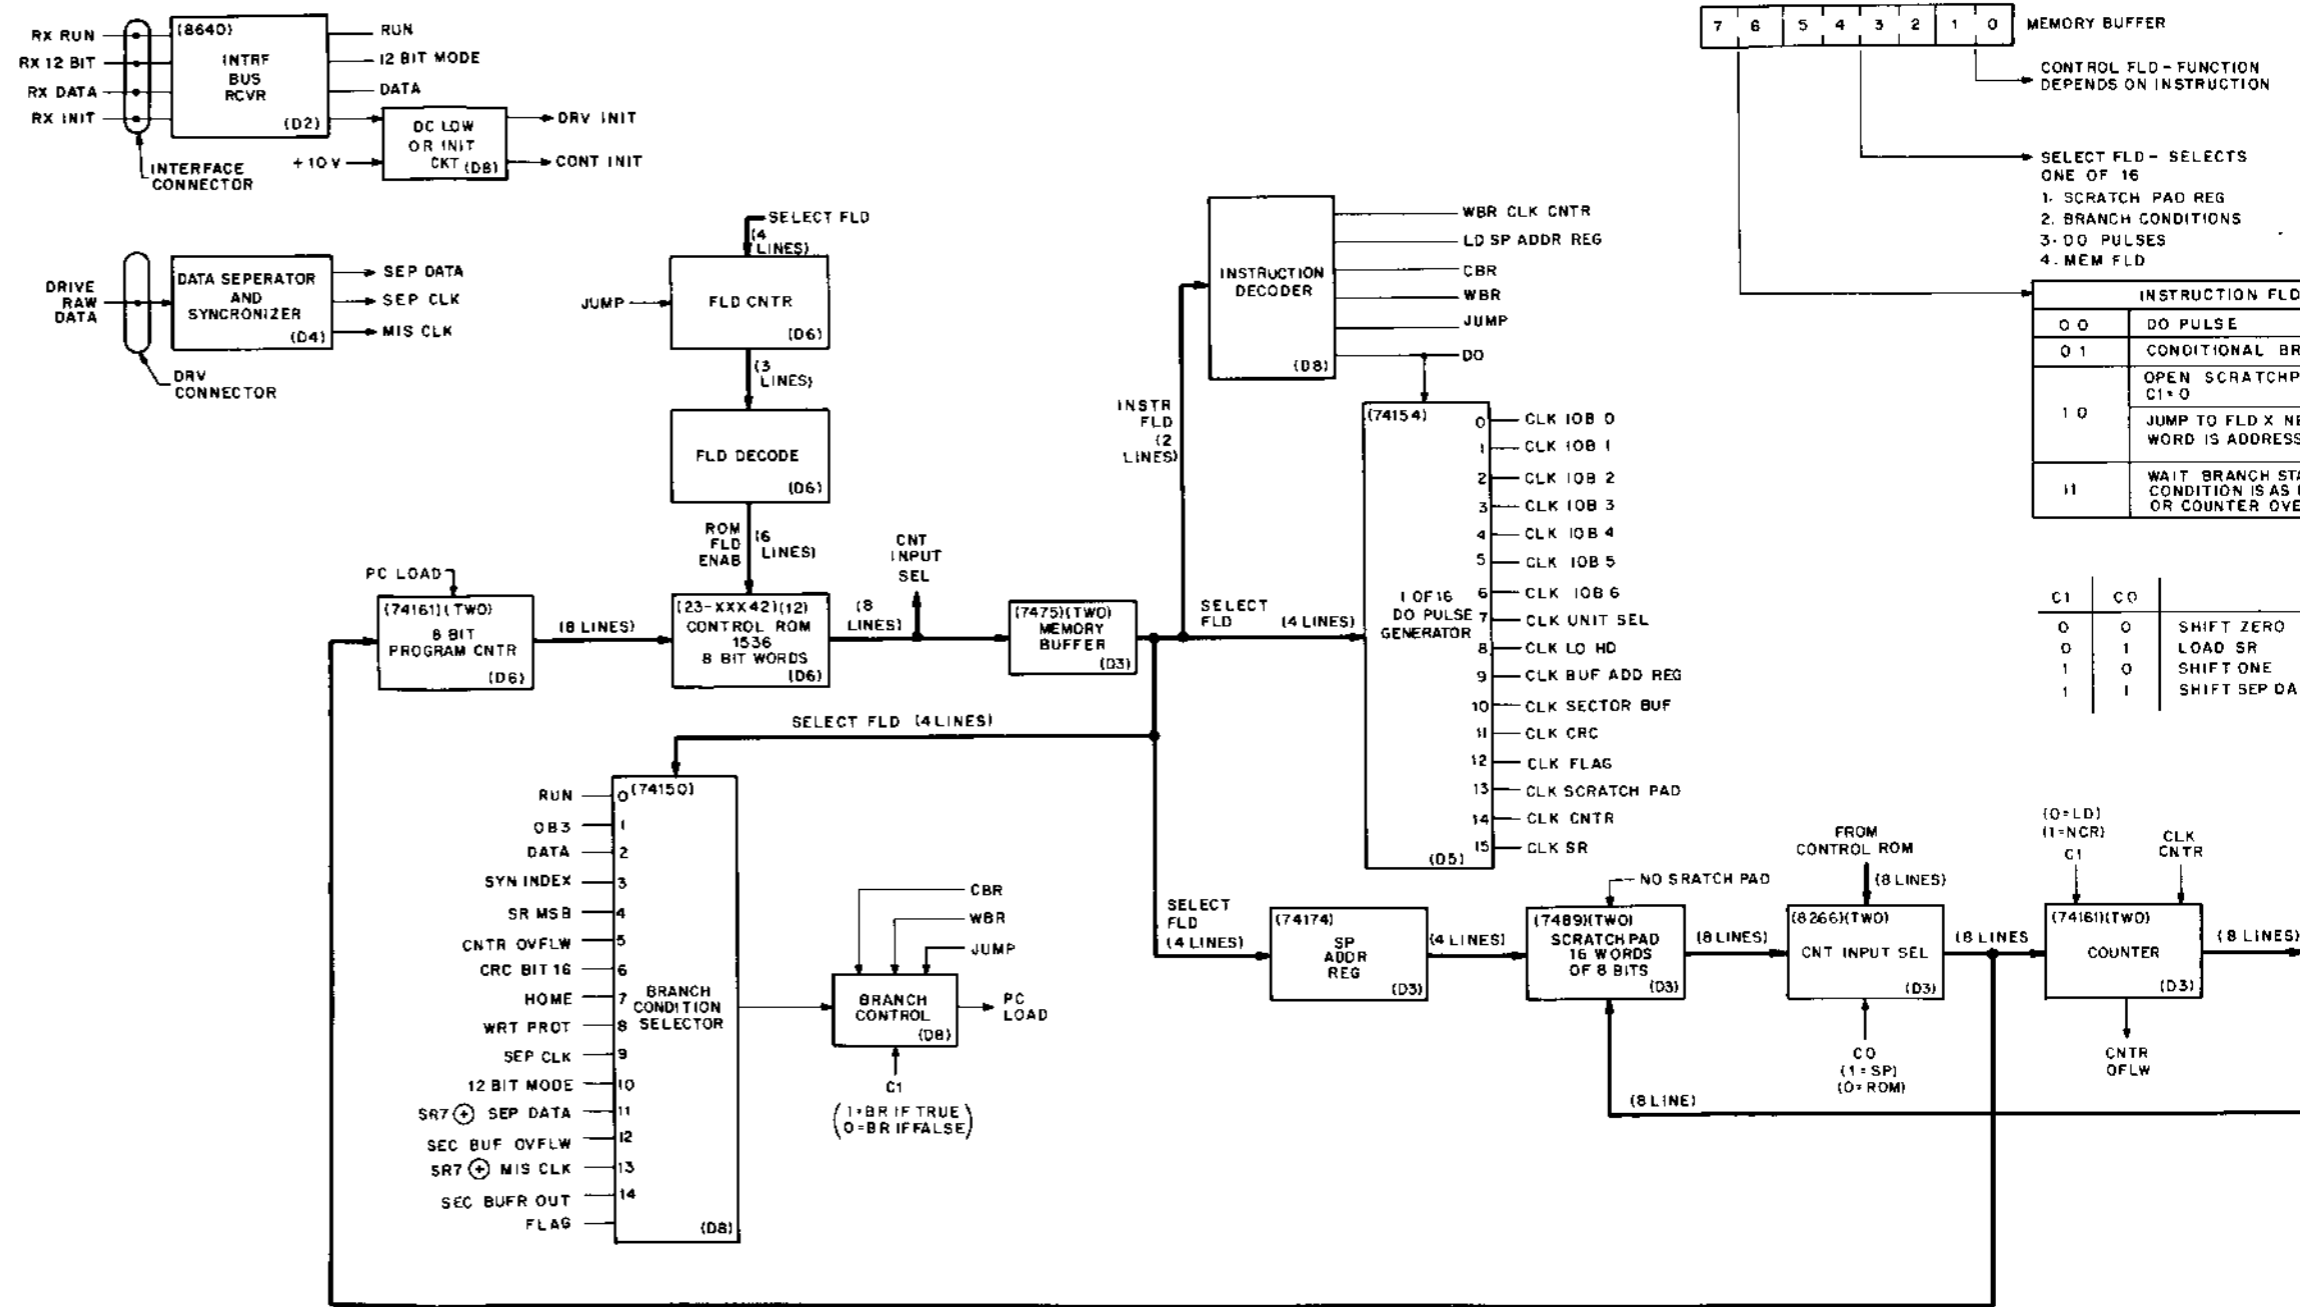 RX RUN
RX 12 BIT
RX DATA
RX INIT
INTERFACE
CONNECTOR
(8640)
INTRF
BUS
RCVR
(D2)
RUN
12 BIT MODE
DATA
+10V
DC LOW
OR INIT
CKT (D8)
DRV INIT
CONT INIT
DRIVE
RAW
DATA
DRV
CONNECTOR
DATA SEPERATOR
AND
SYNCRONIZER
(D4)
SEP DATA
SEP CLK
MIS CLK
SELECT FLD
(4
LINES)
JUMP
FLD CNTR
(D6)
(3
LINES)
FLD DECODE
(D6)
ROM
FLD
ENAB
(6
LINES)
PC LOAD
(74161)(TWO)
8 BIT
PROGRAM CNTR
(D6)
(8 LINES)
(23-XXX42)(12)
CONTROL ROM
1536
8 BIT WORDS
(D6)
(8
LINES)
CNT
INPUT
SEL
(7475)(TWO)
MEMORY
BUFFER
(D3)
INSTR
FLD
(2
LINES)
INSTRUCTION
DECODER
(D8)
WBR CLK CNTR
LD SP ADDR REG
CBR
WBR
JUMP
DO
SELECT
FLD
(4 LINES)
(74154)
1 OF 16
DO PULSE
GENERATOR
(D5)
0 CLK IOB 0
1 CLK IOB 1
2 CLK IOB 2
3 CLK IOB 3
4 CLK IOB 4
5 CLK IOB 5
6 CLK IOB 6
7 CLK UNIT SEL
8 CLK LO HD
9 CLK BUF ADD REG
10 CLK SECTOR BUF
11 CLK CRC
12 CLK FLAG
13 CLK SCRATCH PAD
14 CLK CNTR
15 CLK SR
SELECT FLD (4 LINES)
(74150)
BRANCH
CONDITION
SELECTOR
(D8)
RUN 0
OB3 1
DATA 2
SYN INDEX 3
SR MSB 4
CNTR OVFLW 5
CRC BIT 16 6
HOME 7
WRT PROT 8
SEP CLK 9
12 BIT MODE 10
SR7 ⊕ SEP DATA 11
SEC BUF OVFLW 12
SR7 ⊕ MIS CLK 13
SEC BUFR OUT 14
FLAG
CBR
WBR
JUMP
BRANCH
CONTROL
(D8)
PC
LOAD
C1
(1=BR IF TRUE
0=BR IF FALSE)
SELECT
FLD
(4 LINES)
(74174)
SP
ADDR
REG
(D3)
(4 LINES)
NO SRATCH PAD
(7489)(TWO)
SCRATCH PAD
16 WORDS
OF 8 BITS
(D3)
(8 LINES)
FROM
CONTROL ROM
(8 LINES)
(8266)(TWO)
CNT INPUT SEL
(D3)
C0
(1=SP)
(0=ROM)
(8 LINES
(0=LD)
(1=NCR)
C1
CLK
CNTR
(74161)(TWO)
COUNTER
(D3)
(8 LINES)
CNTR
OFLW
(8 LINE)
7 6 5 4 3 2 1 0 MEMORY BUFFER
CONTROL FLD - FUNCTION
DEPENDS ON INSTRUCTION
SELECT FLD - SELECTS
ONE OF 16
1. SCRATCH PAD REG
2. BRANCH CONDITIONS
3. DO PULSES
4. MEM FLD
INSTRUCTION FLD
0 0 DO PULSE
0 1 CONDITIONAL BR
1 0 OPEN SCRATCHP
C1=0
JUMP TO FLD X NE
WORD IS ADDRESS
11 WAIT BRANCH STA
CONDITION IS AS
OR COUNTER OVE
C1 C0
0 0 SHIFT ZERO
0 1 LOAD SR
1 0 SHIFT ONE
1 1 SHIFT SEP DA